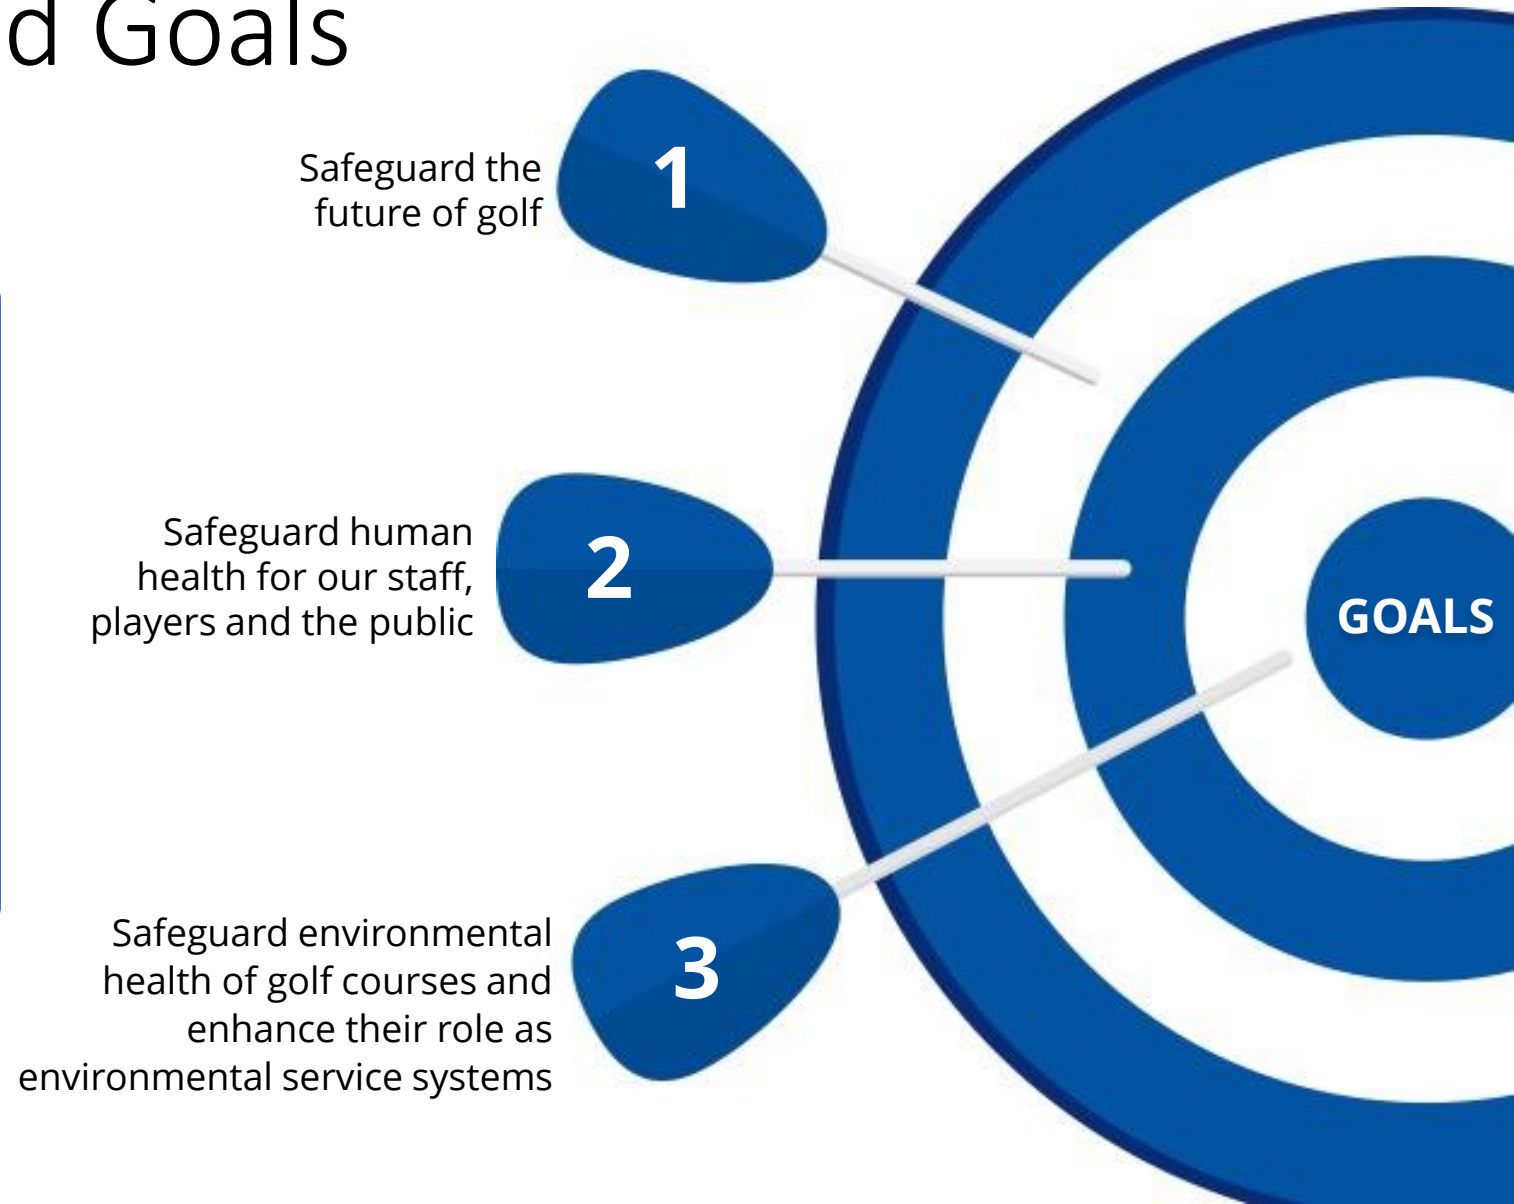 d Goals
1
Safeguard the
future of golf
2
Safeguard human
health for our staff,
players and the public
GOALS
3
Safeguard environmental
health of golf courses and
enhance their role as
environmental service systems